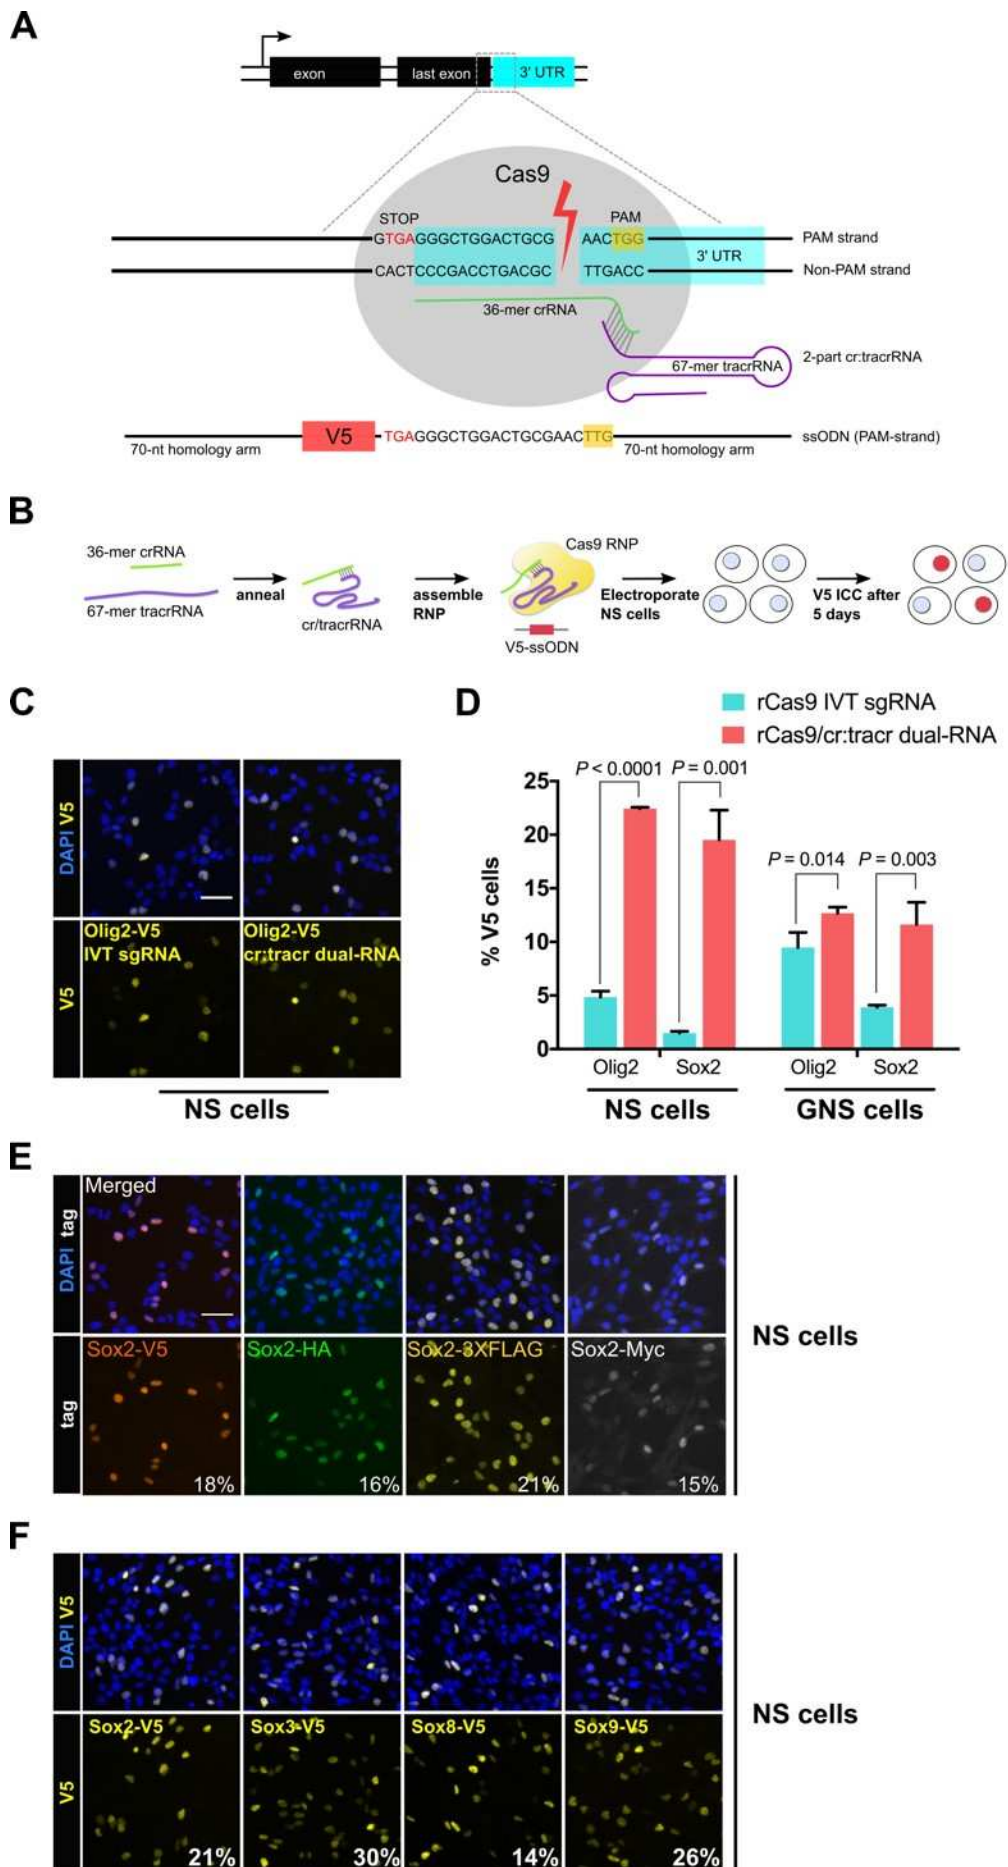 A
exon
last exon
3' UTR
Cas9
STOP
PAM
GTGAGGGCTGGACTGCG
AACTGG
PAM strand
3' UTR
CACTCCCGACCTGACGC
TTGACC
Non-PAM strand
36-mer crRNA
67-mer tracrRNA
2-part cr:tracrRNA
V5
TGAGGGCTGGACTGCGAACTTG
ssODN (PAM-strand)
70-nt homology arm
70-nt homology arm
B
36-mer crRNA
67-mer tracrRNA
anneal
cr/tracrRNA
assemble
RNP
Cas9 RNP
V5-ssODN
Electroporate
NS cells
V5 ICC after
5 days
C
DAPI V5
V5
Olig2-V5
IVT sgRNA
Olig2-V5
cr:tracr dual-RNA
NS cells
D
rCas9 IVT sgRNA
rCas9/cr:tracr dual-RNA
% V5 cells
25
20
15
10
5
0
P < 0.0001
P = 0.001
P = 0.014
P = 0.003
Olig2
Sox2
Olig2
Sox2
NS cells
GNS cells
E
DAPI tag
Merged
tag
Sox2-V5
18%
Sox2-HA
16%
Sox2-3XFLAG
21%
Sox2-Myc
15%
NS cells
F
DAPI V5
V5
Sox2-V5
21%
Sox3-V5
30%
Sox8-V5
14%
Sox9-V5
26%
NS cells